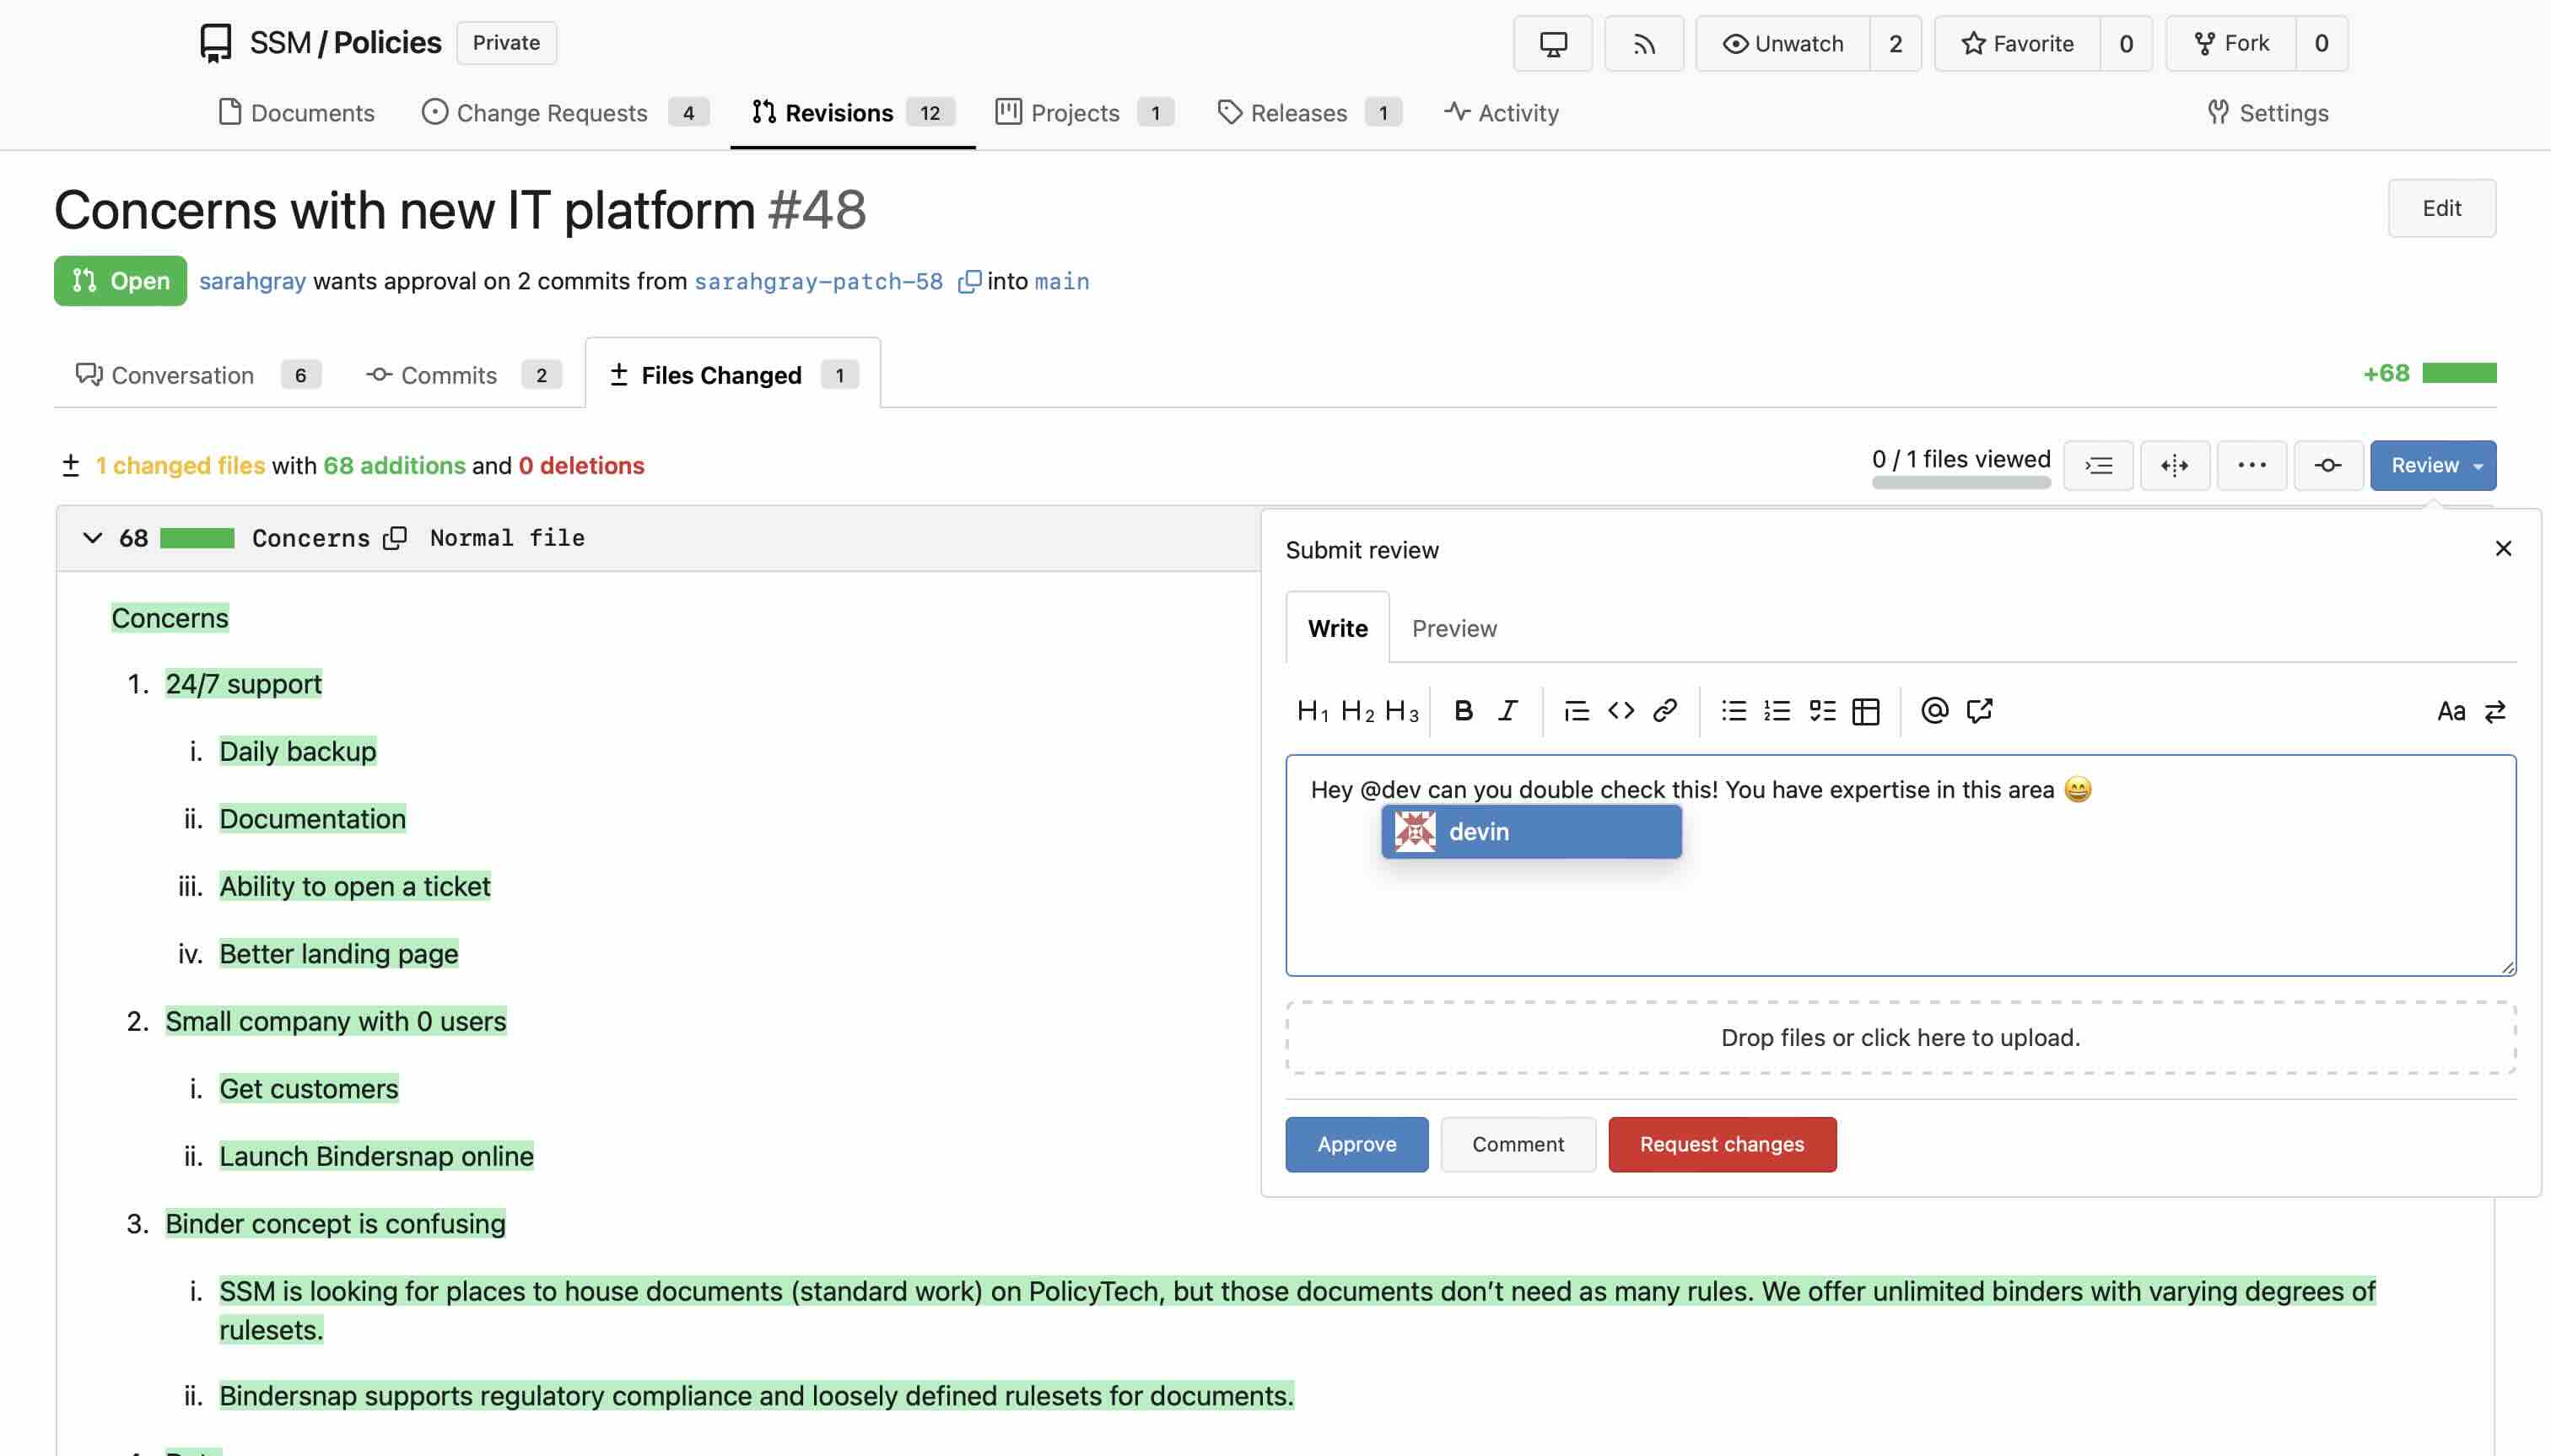 SSM / Policies Private
Unwatch 2 Favorite 0 Fork 0
Documents Change Requests 4 Revisions 12 Projects 1 Releases 1 Activity Settings
Concerns with new IT platform #48 Edit
Open sarahgray wants approval on 2 commits from sarahgray-patch-58 into main
Conversation 6 Commits 2 Files Changed 1 +68
1 changed files with 68 additions and 0 deletions 0 / 1 files viewed Review
68 Concerns Normal file
Concerns
1. 24/7 support
i. Daily backup
ii. Documentation
iii. Ability to open a ticket
iv. Better landing page
2. Small company with 0 users
i. Get customers
ii. Launch Bindersnap online
3. Binder concept is confusing
i. SSM is looking for places to house documents (standard work) on PolicyTech, but those documents don’t need as many rules. We offer unlimited binders with varying degrees of
rulesets.
ii. Bindersnap supports regulatory compliance and loosely defined rulesets for documents.
Submit review
Write Preview
H1 H2 H3 B I @ Aa
Hey @dev can you double check this! You have expertise in this area 😄
devin
Drop files or click here to upload.
Approve Comment Request changes